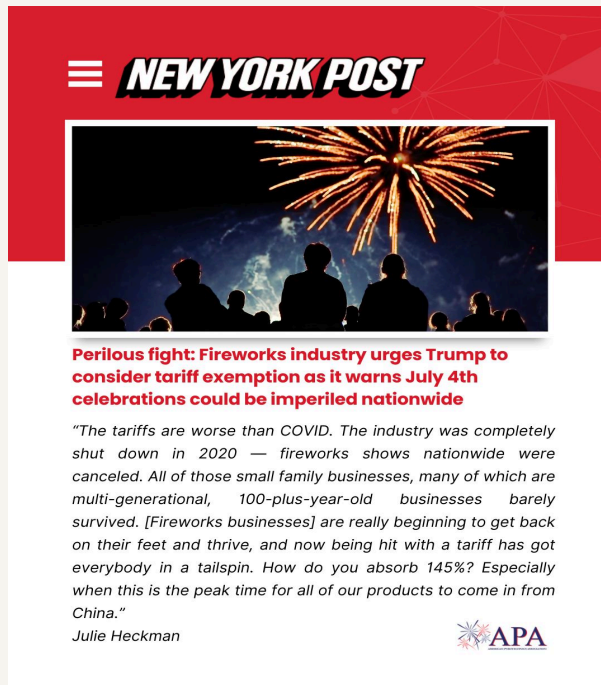 NEW YORK POST
Perilous fight: Fireworks industry urges Trump to
consider tariff exemption as it warns July 4th
celebrations could be imperiled nationwide
“The tariffs are worse than COVID. The industry was completely
shut down in 2020 — fireworks shows nationwide were
canceled. All of those small family businesses, many of which are
multi-generational, 100-plus-year-old businesses barely
survived. [Fireworks businesses] are really beginning to get back
on their feet and thrive, and now being hit with a tariff has got
everybody in a tailspin. How do you absorb 145%? Especially
when this is the peak time for all of our products to come in from
China.”
Julie Heckman
APA